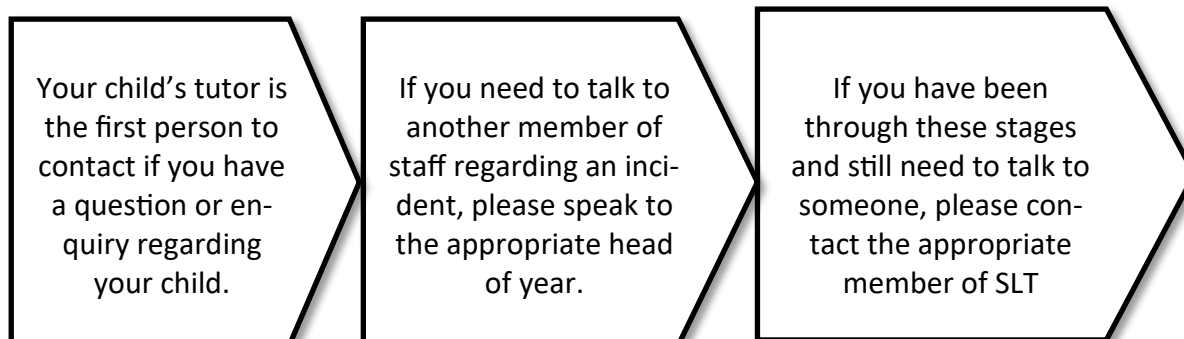 Your child’s tutor is
the first person to
contact if you have
a question or en-
quiry regarding
your child.
If you need to talk to
another member of
staff regarding an inci-
dent, please speak to
the appropriate head
of year.
If you have been
through these stages
and still need to talk to
someone, please con-
tact the appropriate
member of SLT